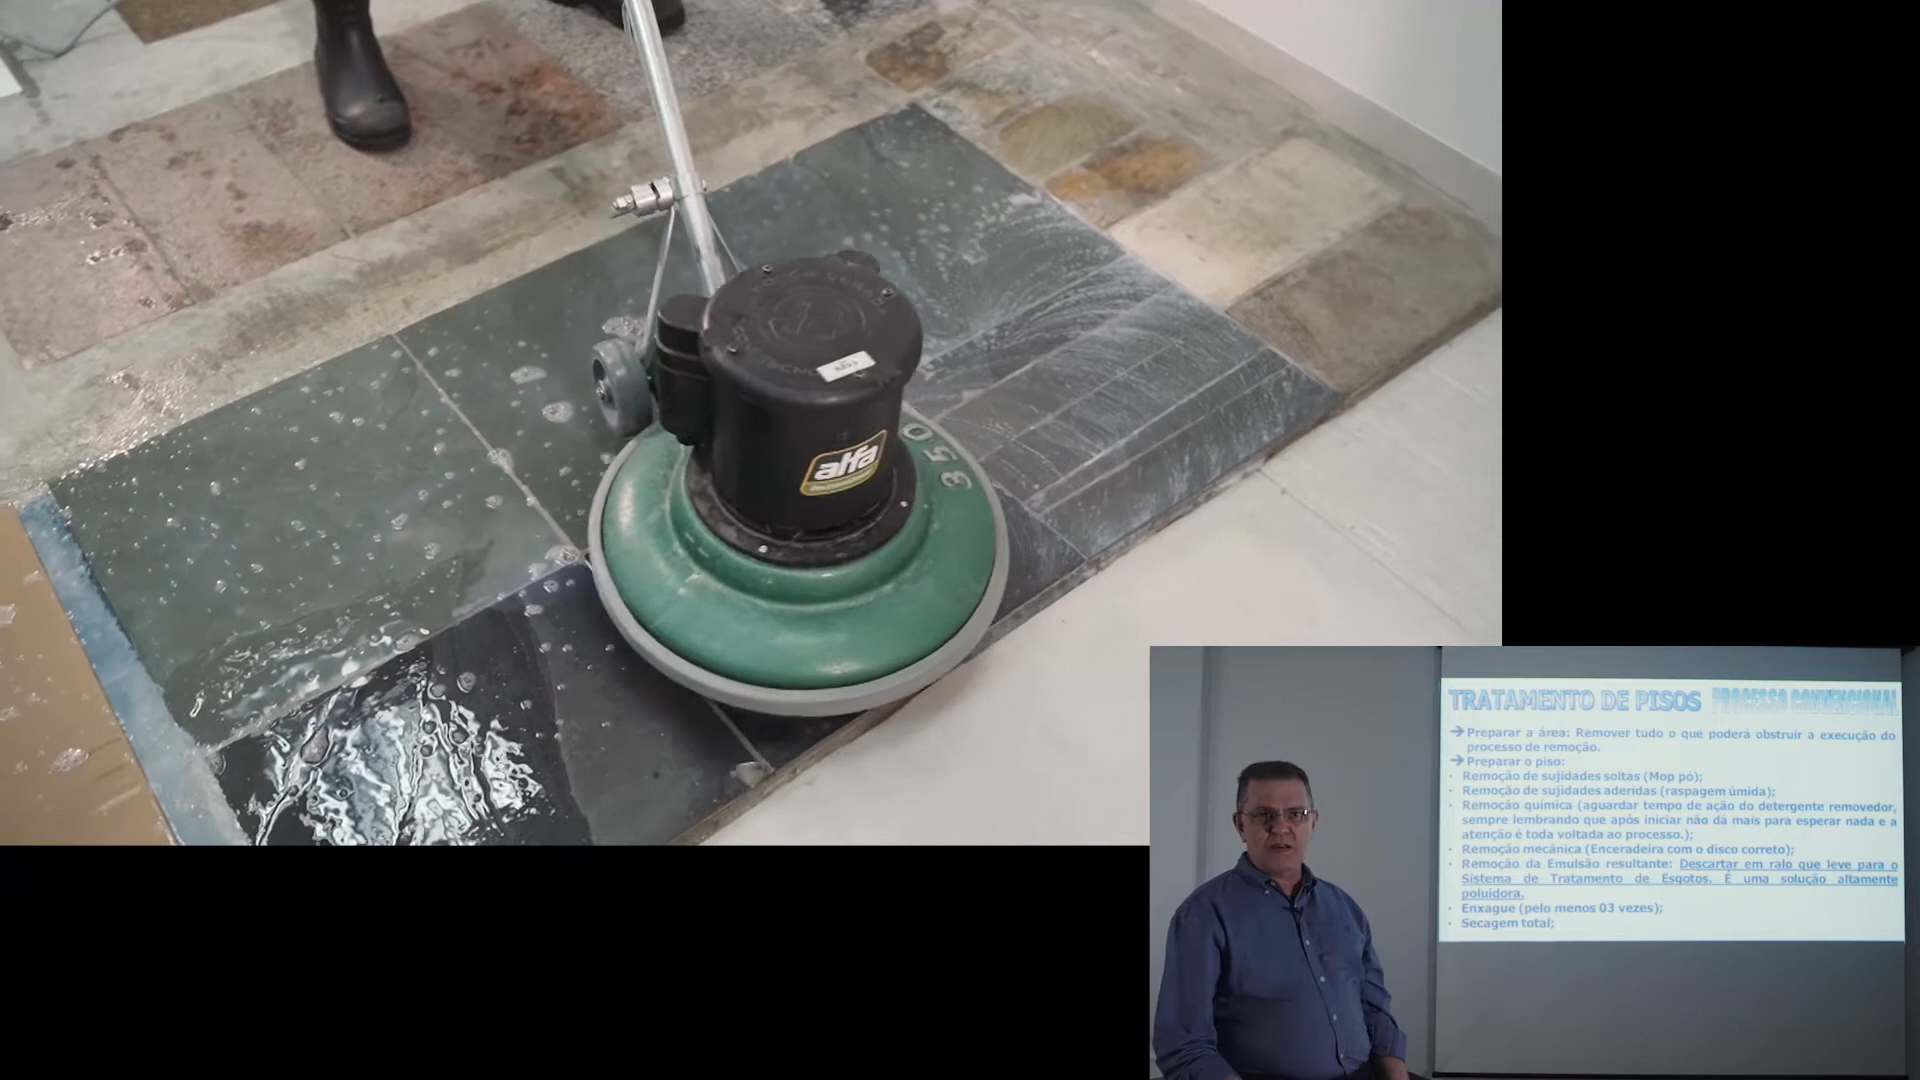 350
alfa
TRATAMENTO DE PISOS PROCESSO CONVENCIONAL
➔Preparar a área: Remover tudo o que poderá obstruir a execução do
processo de remoção.
➔Preparar o piso:
· Remoção de sujidades soltas (Mop pó);
· Remoção de sujidades aderidas (raspagem úmida);
· Remoção química (aguardar tempo de ação do detergente removedor,
sempre lembrando que após iniciar não dá mais para esperar nada e a
atenção é toda voltada ao processo.);
· Remoção mecânica (Enceradeira com o disco correto);
· Remoção da Emulsão resultante: Descartar em ralo que leve para o
Sistema de Tratamento de Esgotos. É uma solução altamente
poluidora.
· Enxague (pelo menos 03 vezes);
· Secagem total;